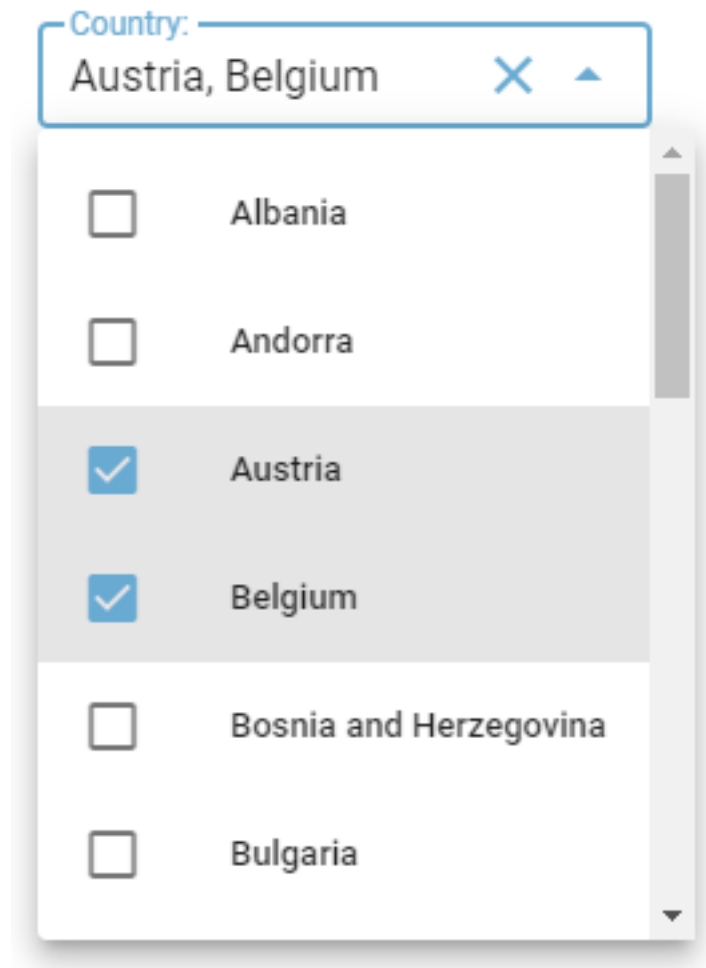 Country:
Austria, Belgium
Albania
Andorra
Austria
Belgium
Bosnia and Herzegovina
Bulgaria